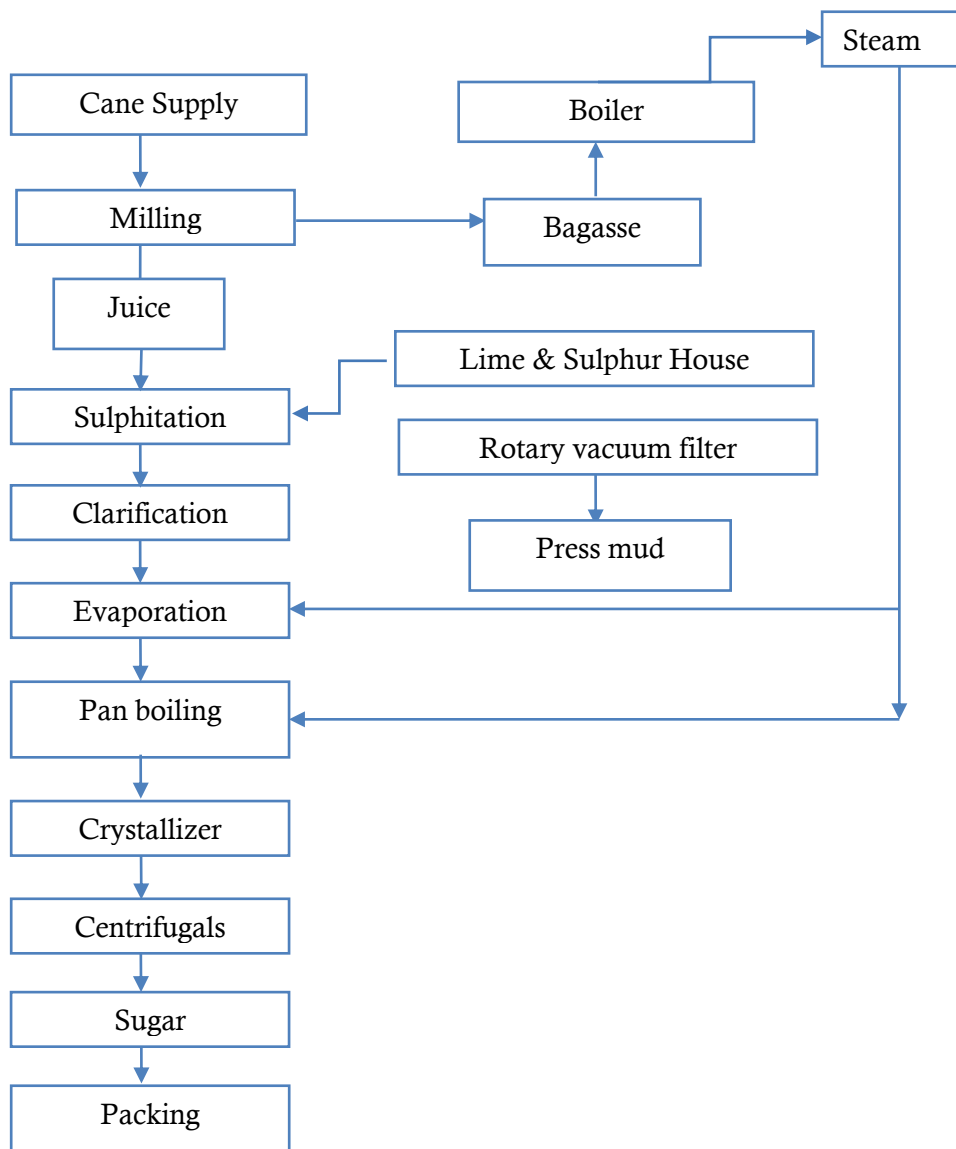 Steam
Cane Supply
Boiler
Milling
Bagasse
Juice
Lime & Sulphur House
Sulphitation
Rotary vacuum filter
Clarification
Press mud
Evaporation
Pan boiling
Crystallizer
Centrifugals
Sugar
Packing